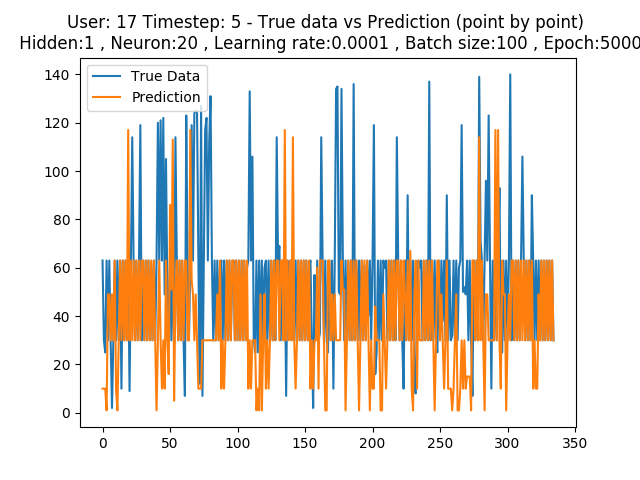 User: 17 Timestep: 5 - True data vs Prediction (point by point)
Hidden:1 , Neuron:20 , Learning rate:0.0001 , Batch size:100 , Epoch:5000
True Data
Prediction
140
120
100
80
60
40
20
0
0 50 100 150 200 250 300 350